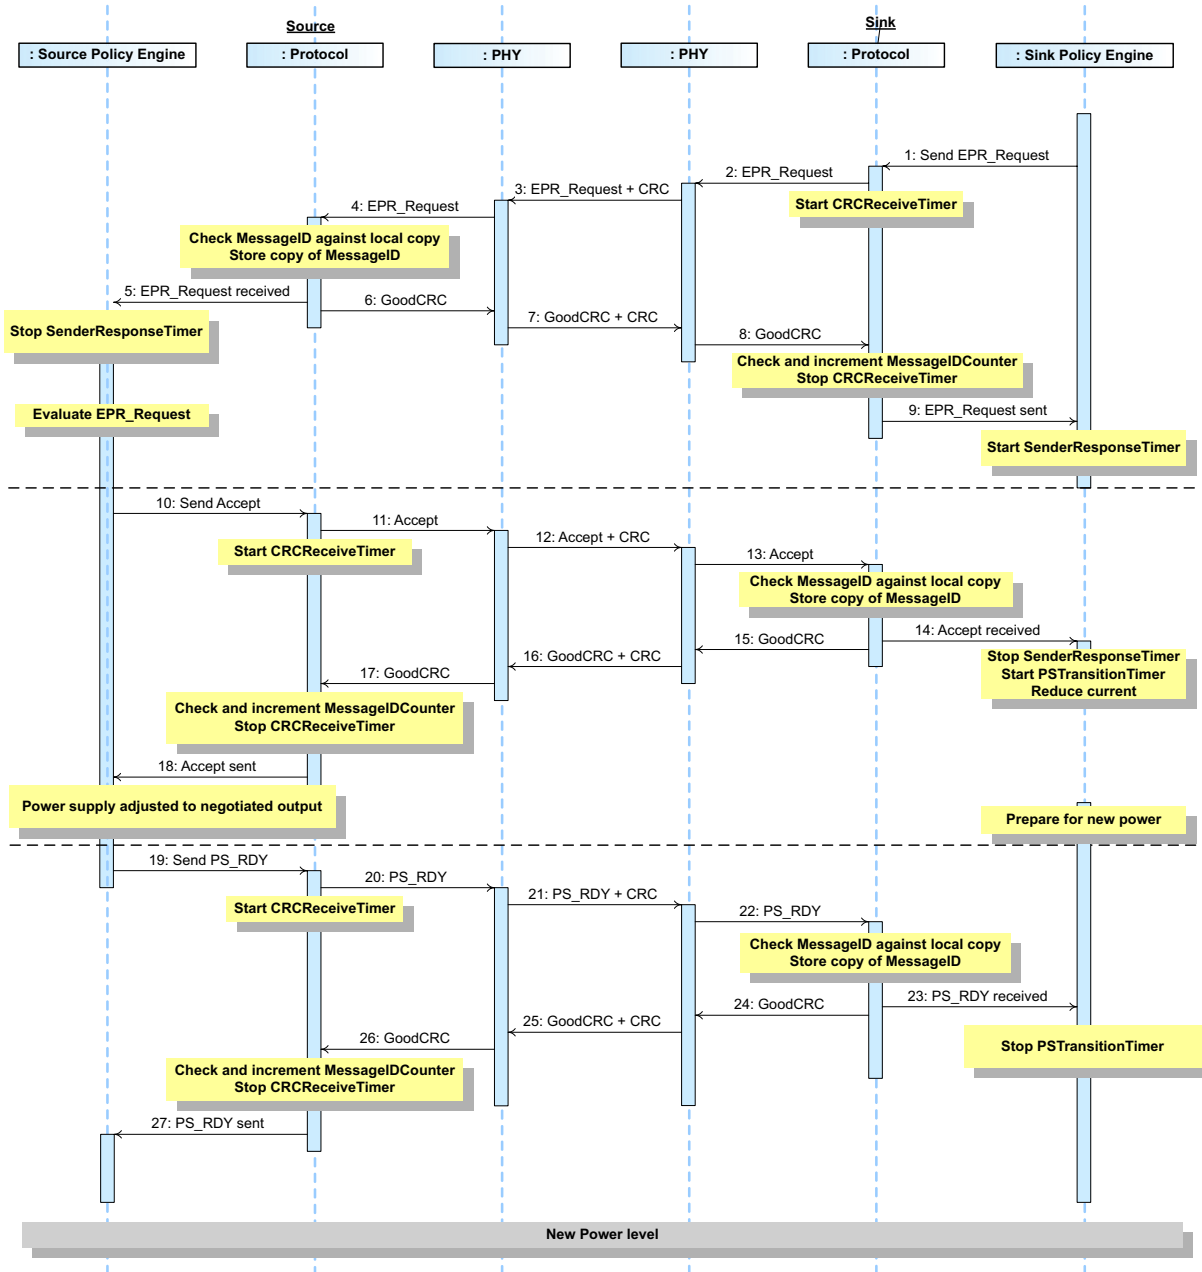 Source
Sink
: Source Policy Engine
: Protocol
: PHY
: PHY
: Protocol
: Sink Policy Engine
1: Send EPR_Request
2: EPR_Request
3: EPR_Request + CRC
Start CRCReceiveTimer
4: EPR_Request
Check MessageID against local copy
Store copy of MessageID
5: EPR_Request received
6: GoodCRC
7: GoodCRC + CRC
Stop SenderResponseTimer
8: GoodCRC
Check and increment MessageIDCounter
Stop CRCReceiveTimer
Evaluate EPR_Request
9: EPR_Request sent
Start SenderResponseTimer
10: Send Accept
11: Accept
12: Accept + CRC
Start CRCReceiveTimer
13: Accept
Check MessageID against local copy
Store copy of MessageID
14: Accept received
15: GoodCRC
16: GoodCRC + CRC
Stop SenderResponseTimer
Start PSTransitionTimer
Reduce current
17: GoodCRC
Check and increment MessageIDCounter
Stop CRCReceiveTimer
18: Accept sent
Power supply adjusted to negotiated output
Prepare for new power
19: Send PS_RDY
20: PS_RDY
21: PS_RDY + CRC
Start CRCReceiveTimer
22: PS_RDY
Check MessageID against local copy
Store copy of MessageID
23: PS_RDY received
24: GoodCRC
25: GoodCRC + CRC
26: GoodCRC
Stop PSTransitionTimer
Check and increment MessageIDCounter
Stop CRCReceiveTimer
27: PS_RDY sent
New Power level